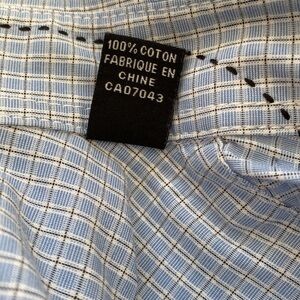 100% COTON
FABRIQUE EN
CHINE
CA07043